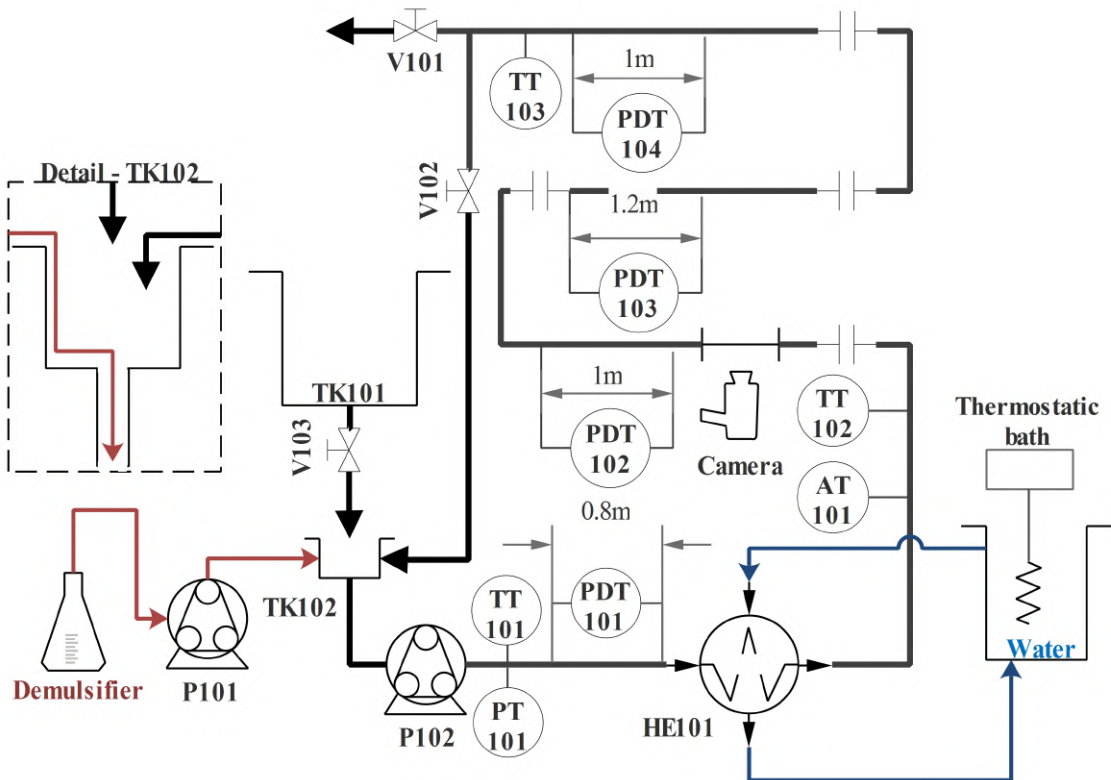 V101
TT
103
1m
PDT
104
Detail - TK102
V102
1.2m
PDT
103
TK101
1m
V103
PDT
102
Camera
TT
102
Thermostatic
bath
AT
101
0.8m
TK102
TT
101
PDT
101
Water
Demulsifier
P101
P102
PT
101
HE101